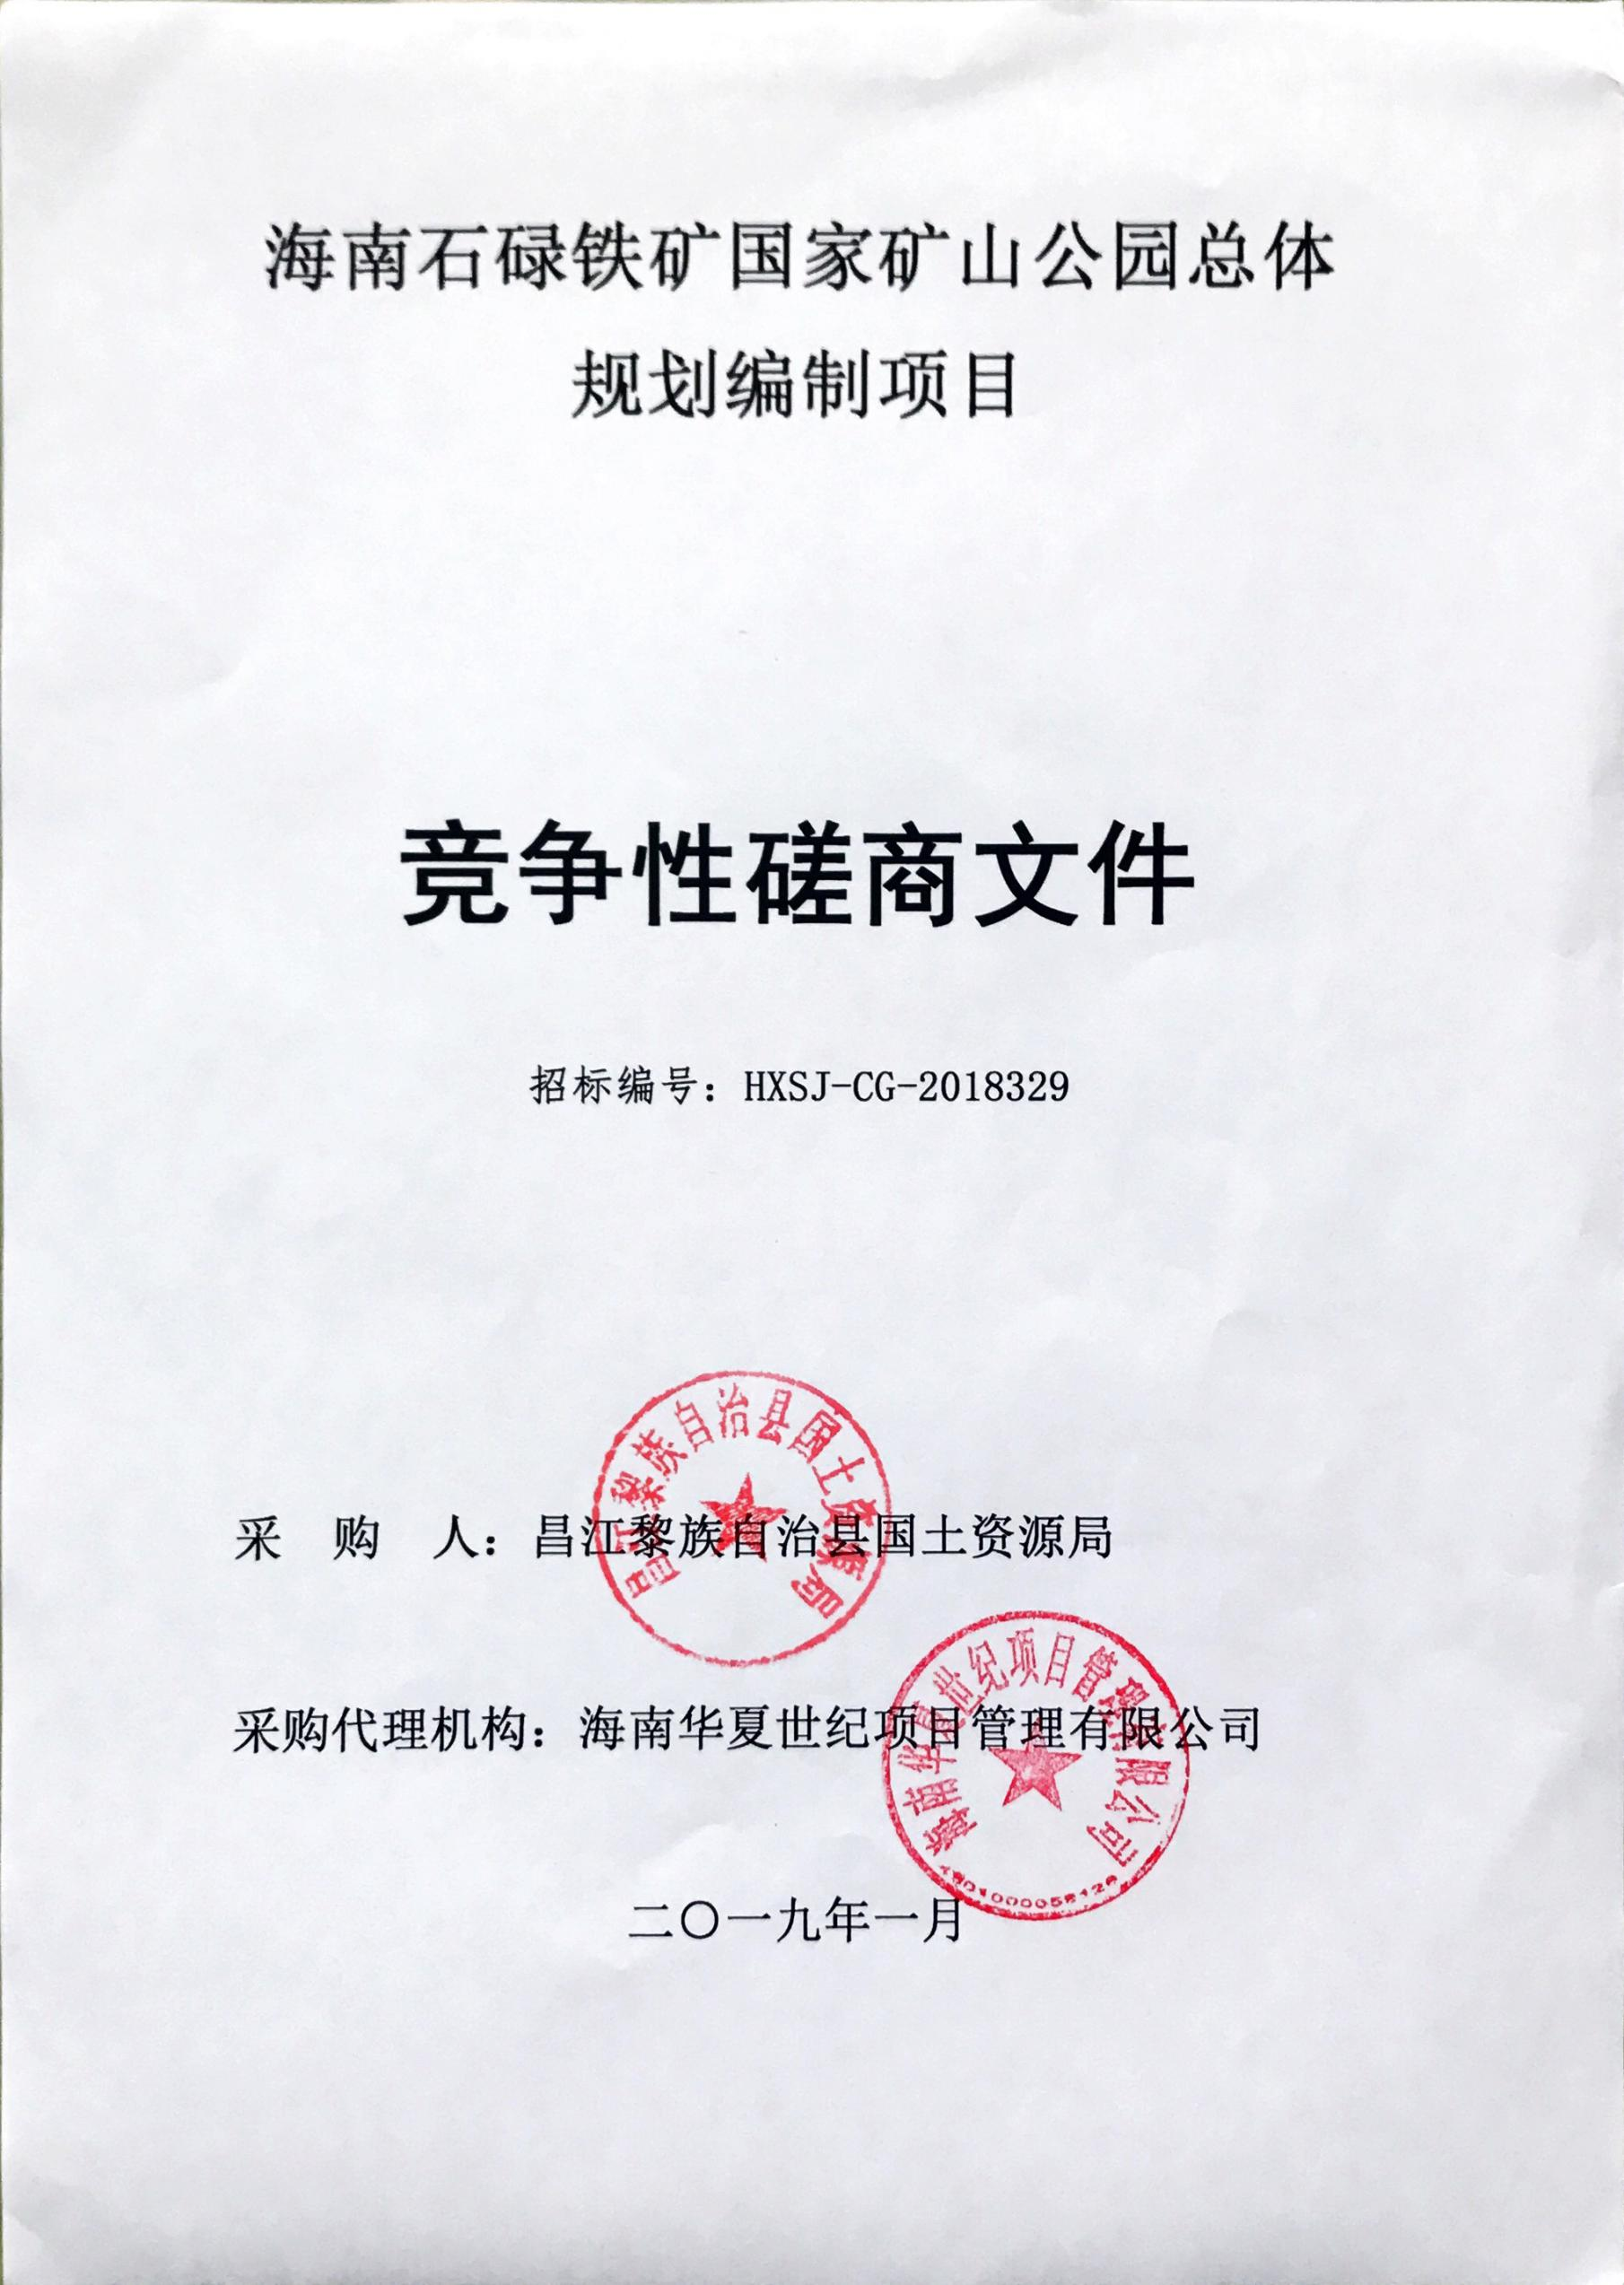 海南石碌铁矿国家矿山公园总体
规划编制项目
竞争性磋商文件
招标编号：HXSJ-CG-2018329
昌江黎族自治县国土资源局
采 购 人：昌江黎族自治县国土资源局
海南华夏世纪项目管理有限公司
采购代理机构：海南华夏世纪项目管理有限公司
二〇一九年一月